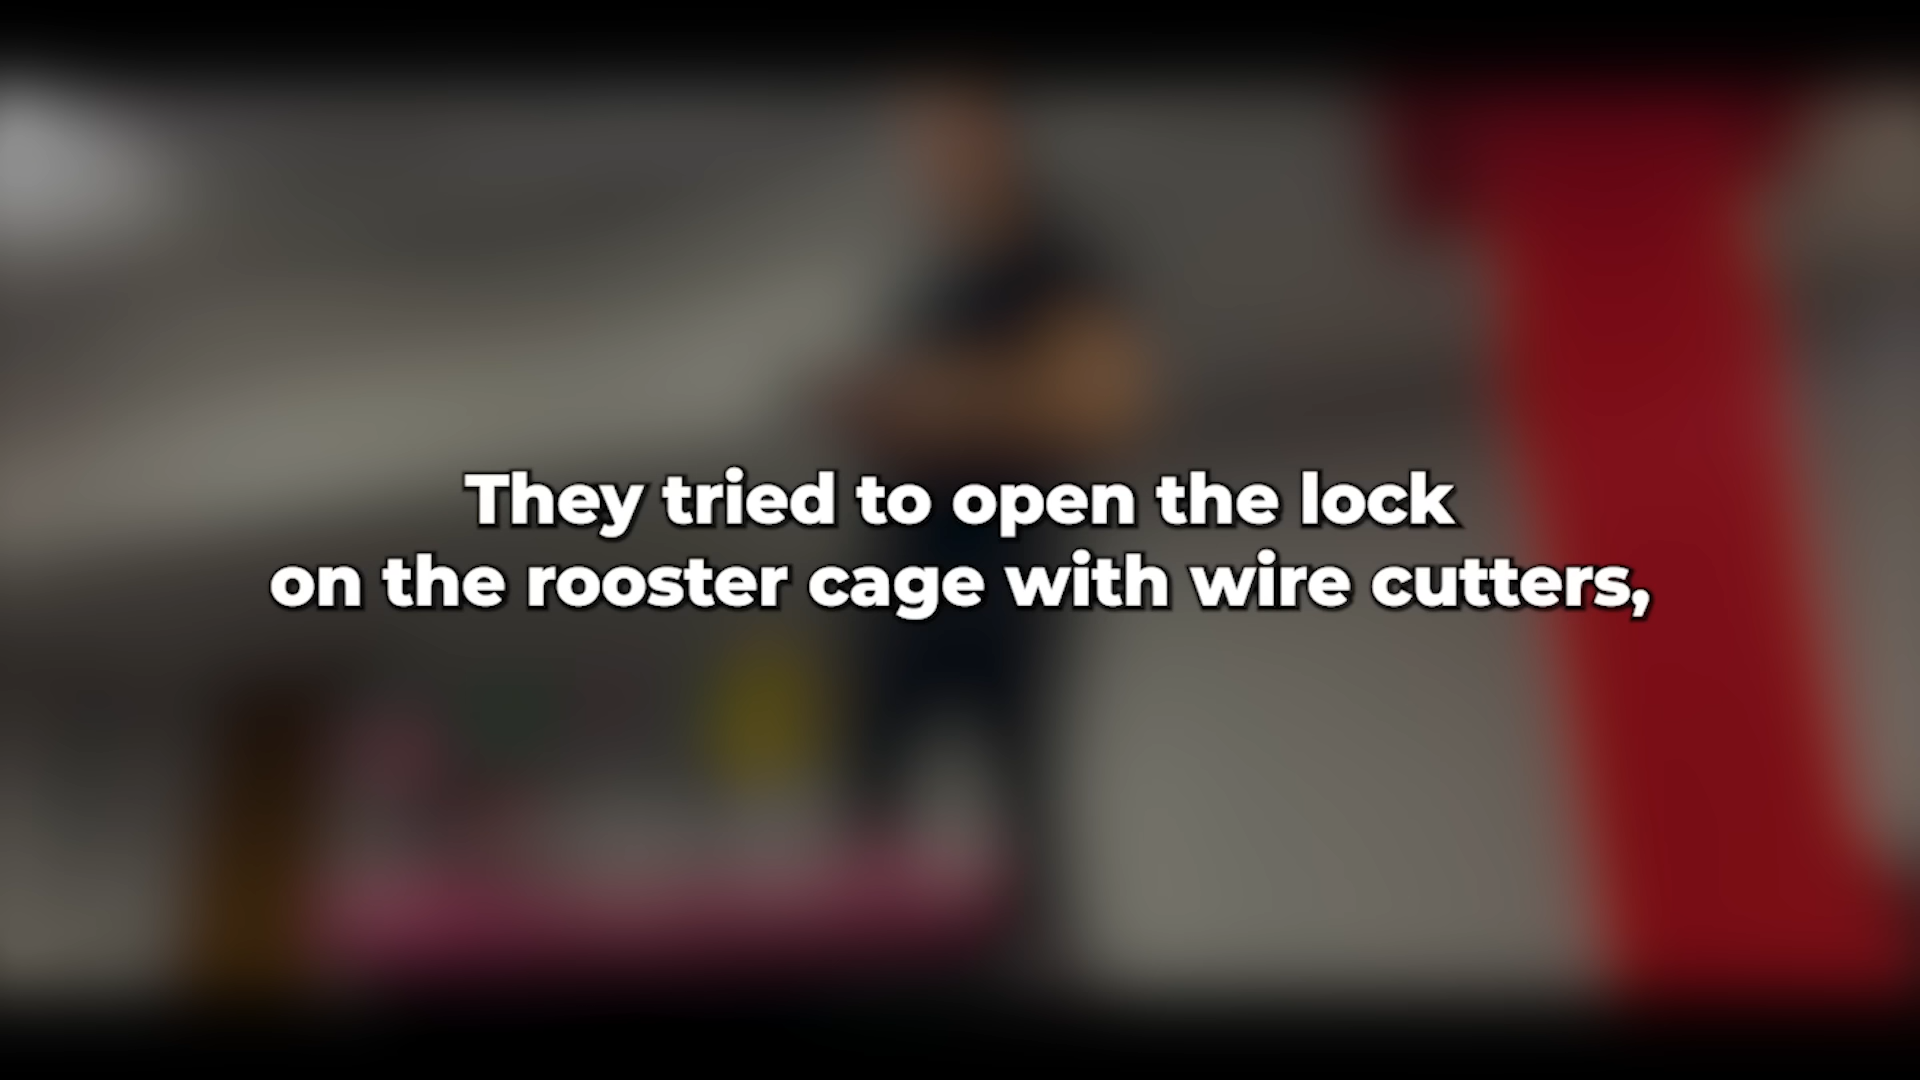 They tried to open the lock
on the rooster cage with wire cutters,